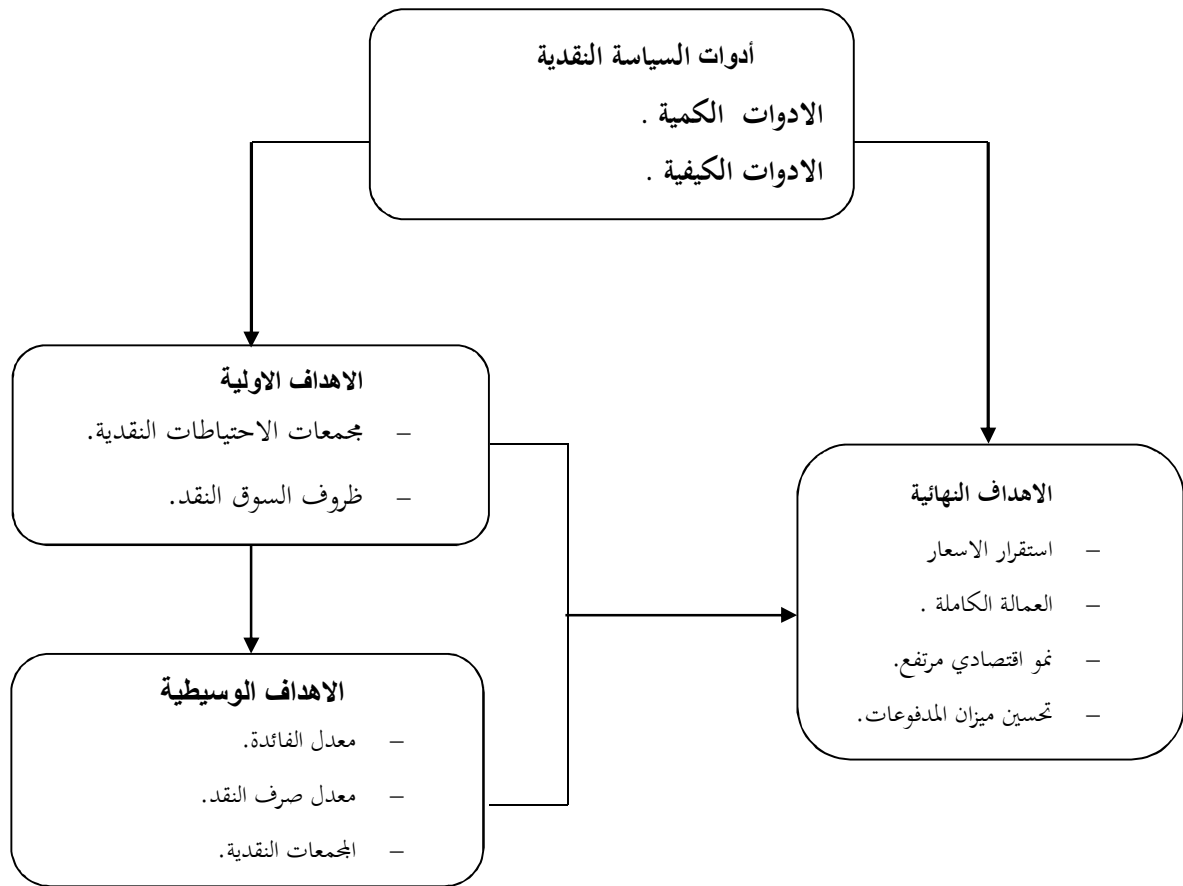 أدوات السياسة النقدية
الادوات الكمية .
الادوات الكيفية .
الاهداف الاولية
– مجمعات الاحتياطات النقدية.
– ظروف السوق النقد.
الاهداف النهائية
– استقرار الاسعار
– العمالة الكاملة .
– نمو اقتصادي مرتفع.
– تحسين ميزان المدفوعات.
الاهداف الوسيطية
– معدل الفائدة.
– معدل صرف النقد.
– المجمعات النقدية.